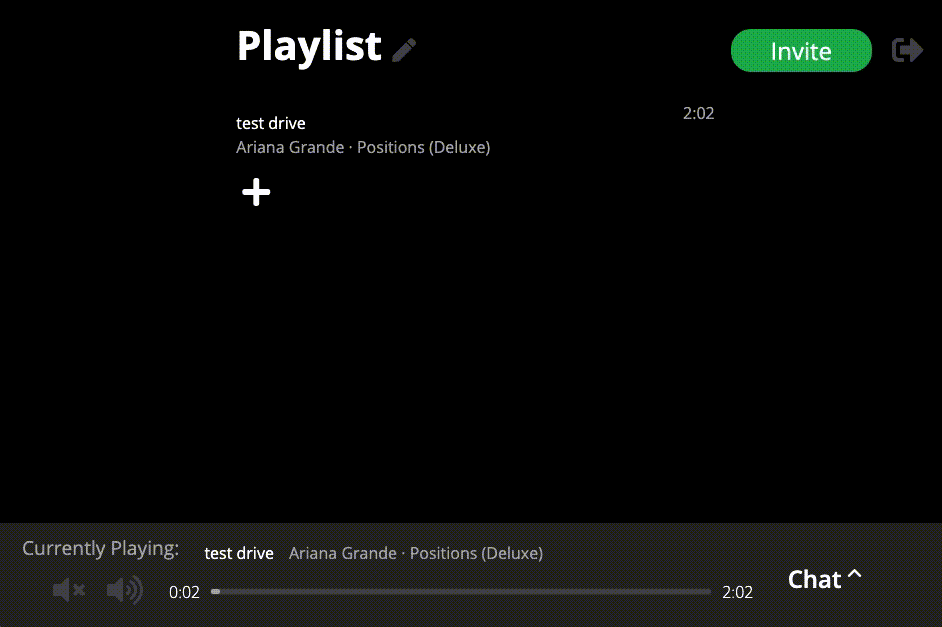 Playlist
Invite
test drive
2:02
Ariana Grande · Positions (Deluxe)
Currently Playing:
test drive Ariana Grande · Positions (Deluxe)
0:02
2:02
Chat